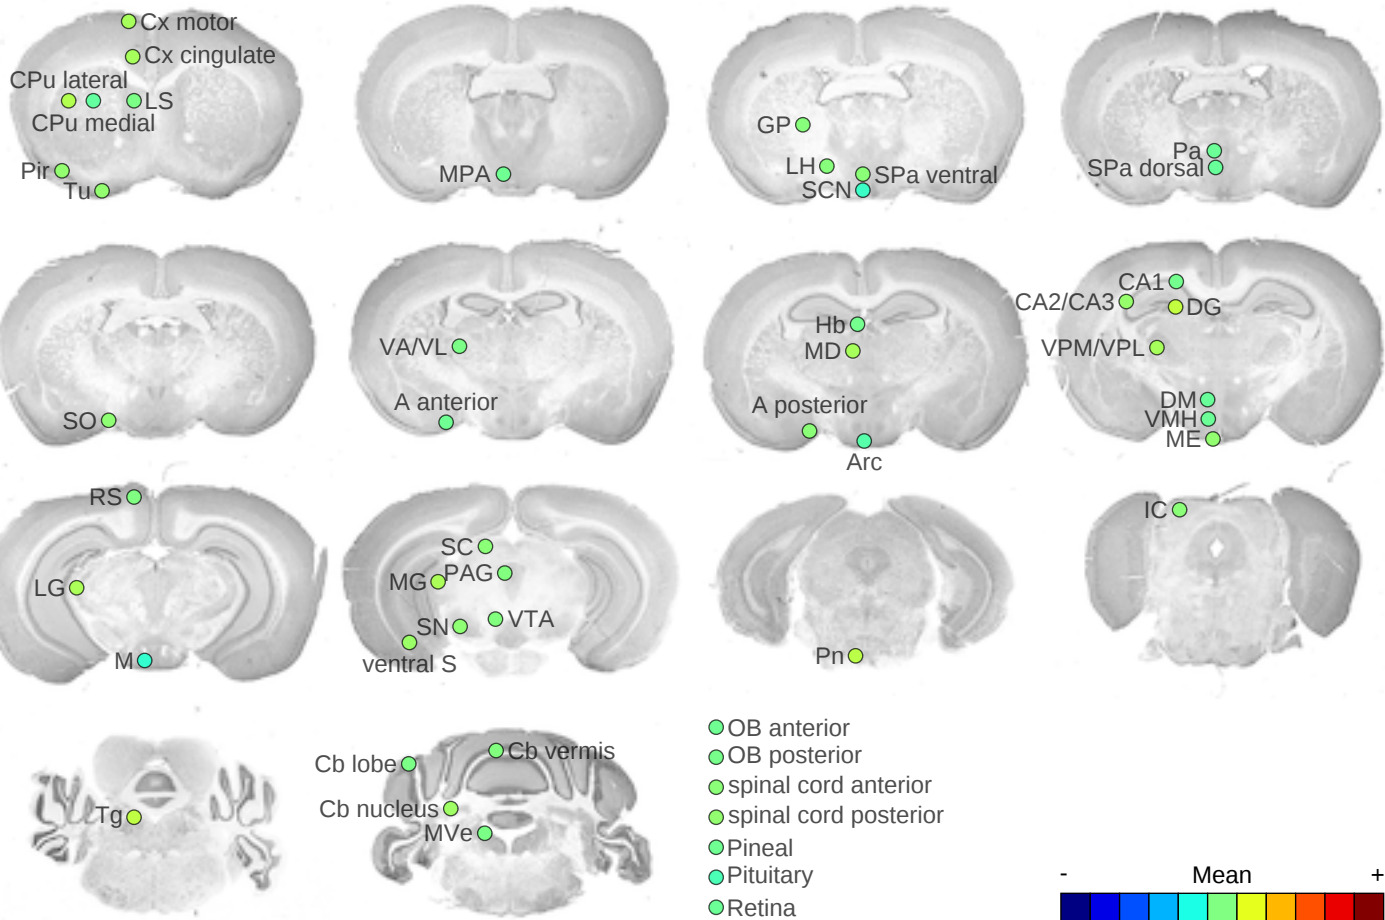 Cx motor
Cx cingulate
CPu lateral
LS
CPu medial
Pir
Tu
MPA
GP
LH
SPa ventral
SCN
Pa
SPa dorsal
SO
VA/VL
A anterior
Hb
MD
A posterior
Arc
CA1
CA2/CA3
DG
VPM/VPL
DM
VMH
ME
RS
LG
M
SC
MG
PAG
SN
VTA
ventral S
Pn
IC
Tg
Cb lobe
Cb vermis
Cb nucleus
MVe
OB anterior
OB posterior
spinal cord anterior
spinal cord posterior
Pineal
Pituitary
Retina
- Mean +